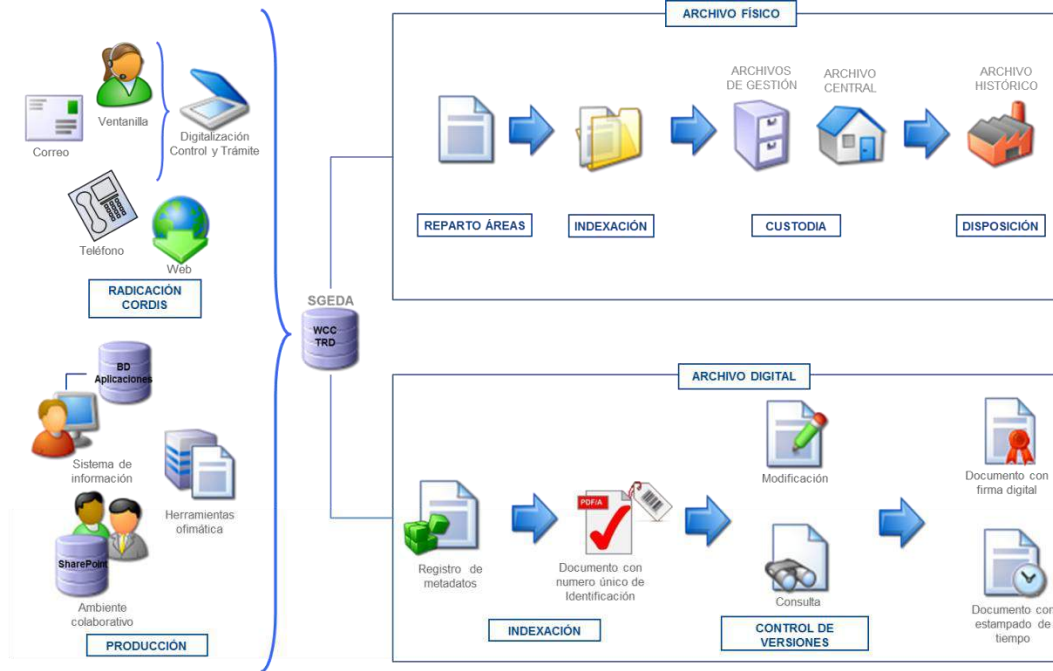 Correo
Ventanilla
Digitalización
Control y Trámite
Teléfono
Web
RADICACIÓN
CORDIS
BD
Aplicaciones
Sistema de
información
Herramientas
ofimática
SharePoint
Ambiente
colaborativo
PRODUCCIÓN
SGEDA
WCC
TRD
ARCHIVO FÍSICO
ARCHIVOS
DE GESTIÓN
ARCHIVO
CENTRAL
ARCHIVO
HISTÓRICO
REPARTO ÁREAS
INDEXACIÓN
CUSTODIA
DISPOSICIÓN
ARCHIVO DIGITAL
Registro de
metadatos
PDF/A
Documento con
numero único de
Identificación
INDEXACIÓN
Modificación
Consulta
CONTROL DE
VERSIONES
Documento con
firma digital
Documento con
estampado de
tiempo